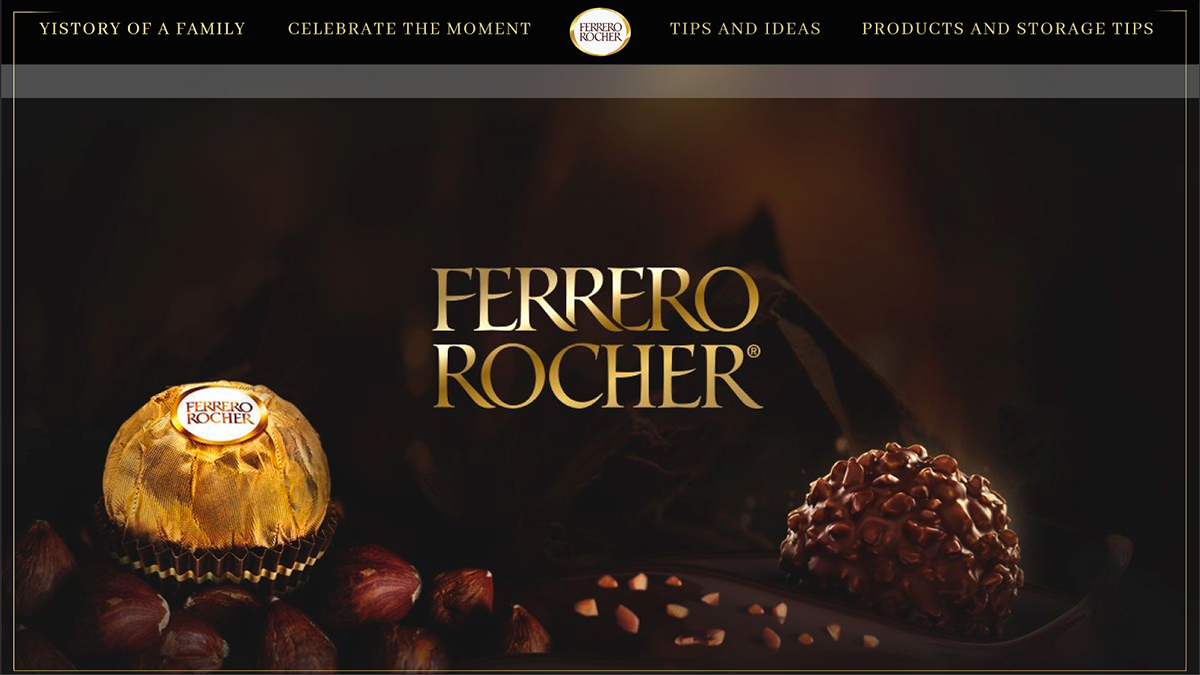 YISTORY OF A FAMILY
CELEBRATE THE MOMENT
FERRERO
ROCHER
TIPS AND IDEAS
PRODUCTS AND STORAGE TIPS
FERRERO
ROCHER®
FERRERO
ROCHER